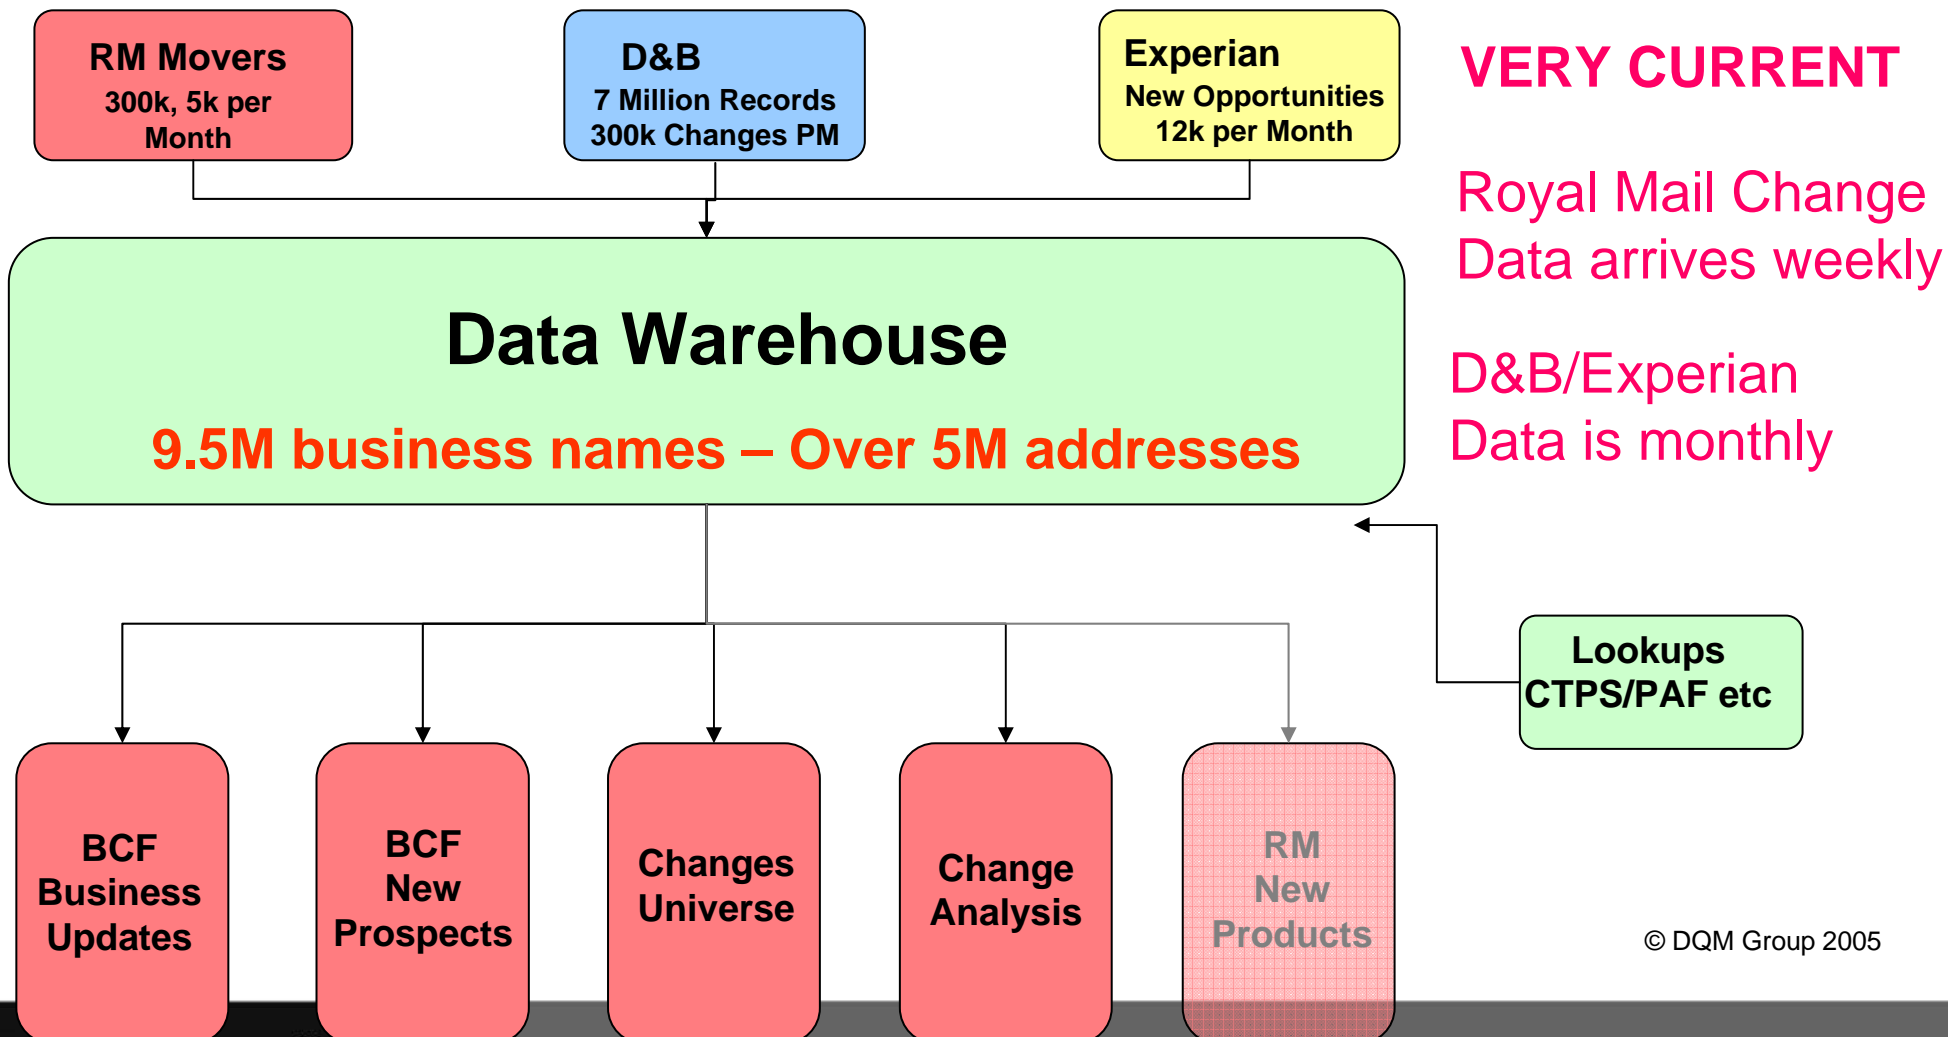 RM Movers
300k, 5k per
Month
D&B
7 Million Records
300k Changes PM
Experian
New Opportunities
12k per Month
VERY CURRENT
Royal Mail Change
Data arrives weekly
D&B/Experian
Data is monthly
Data Warehouse
9.5M business names – Over 5M addresses
Lookups
CTPS/PAF etc
BCF
Business
Updates
BCF
New
Prospects
Changes
Universe
Change
Analysis
RM
New
Products
© DQM Group 2005